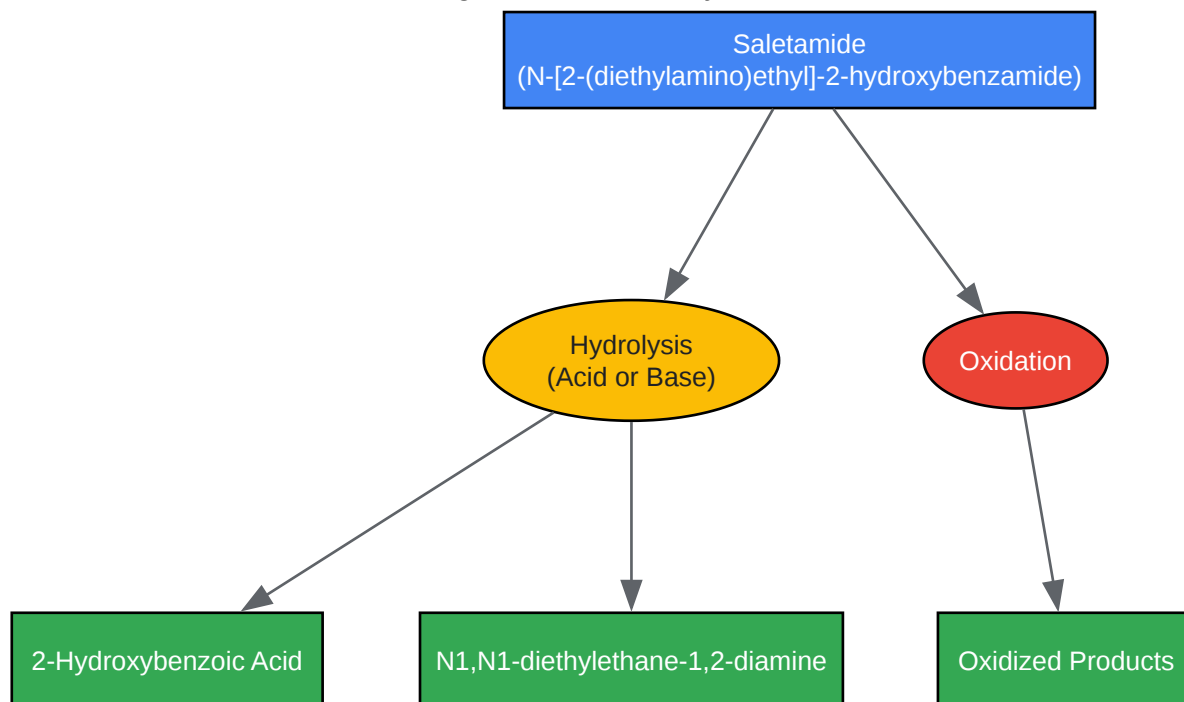 Saletamide
(N-[2-(diethylamino)ethyl]-2-hydroxybenzamide)
Hydrolysis
(Acid or Base)
Oxidation
2-Hydroxybenzoic Acid
N1,N1-diethylethane-1,2-diamine
Oxidized Products